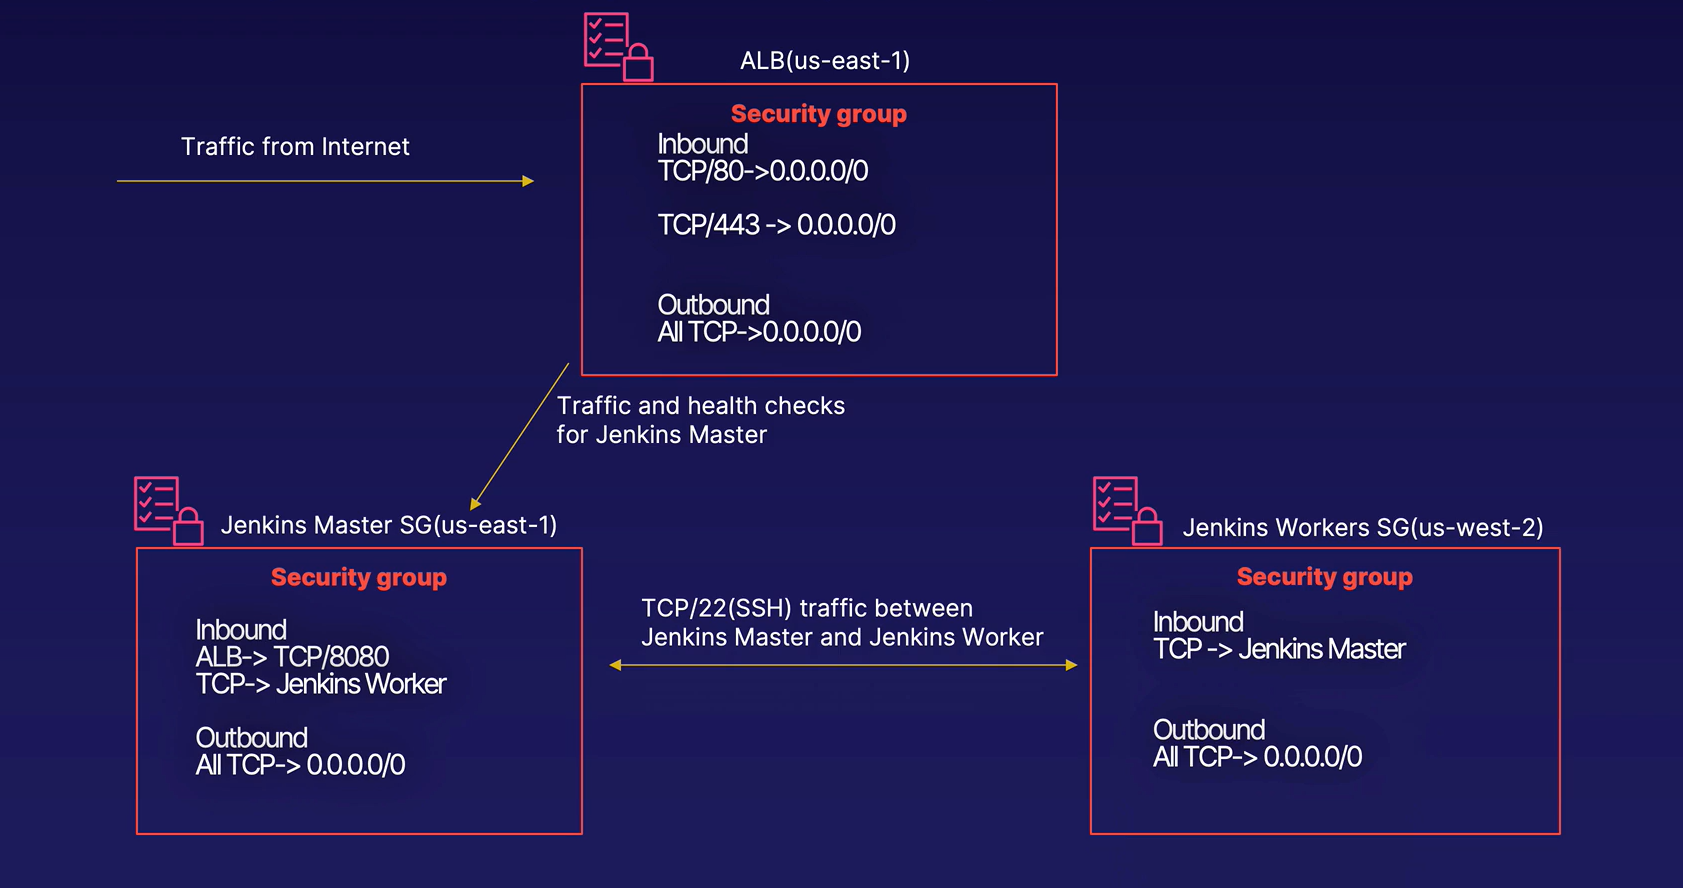 ALB(us-east-1)
Security group
Inbound
TCP/80->0.0.0.0/0
TCP/443 -> 0.0.0.0/0
Outbound
All TCP->0.0.0.0/0
Traffic from Internet
Traffic and health checks
for Jenkins Master
Jenkins Master SG(us-east-1)
Security group
Inbound
ALB-> TCP/8080
TCP-> Jenkins Worker
Outbound
All TCP-> 0.0.0.0/0
TCP/22(SSH) traffic between
Jenkins Master and Jenkins Worker
Jenkins Workers SG(us-west-2)
Security group
Inbound
TCP -> Jenkins Master
Outbound
All TCP-> 0.0.0.0/0